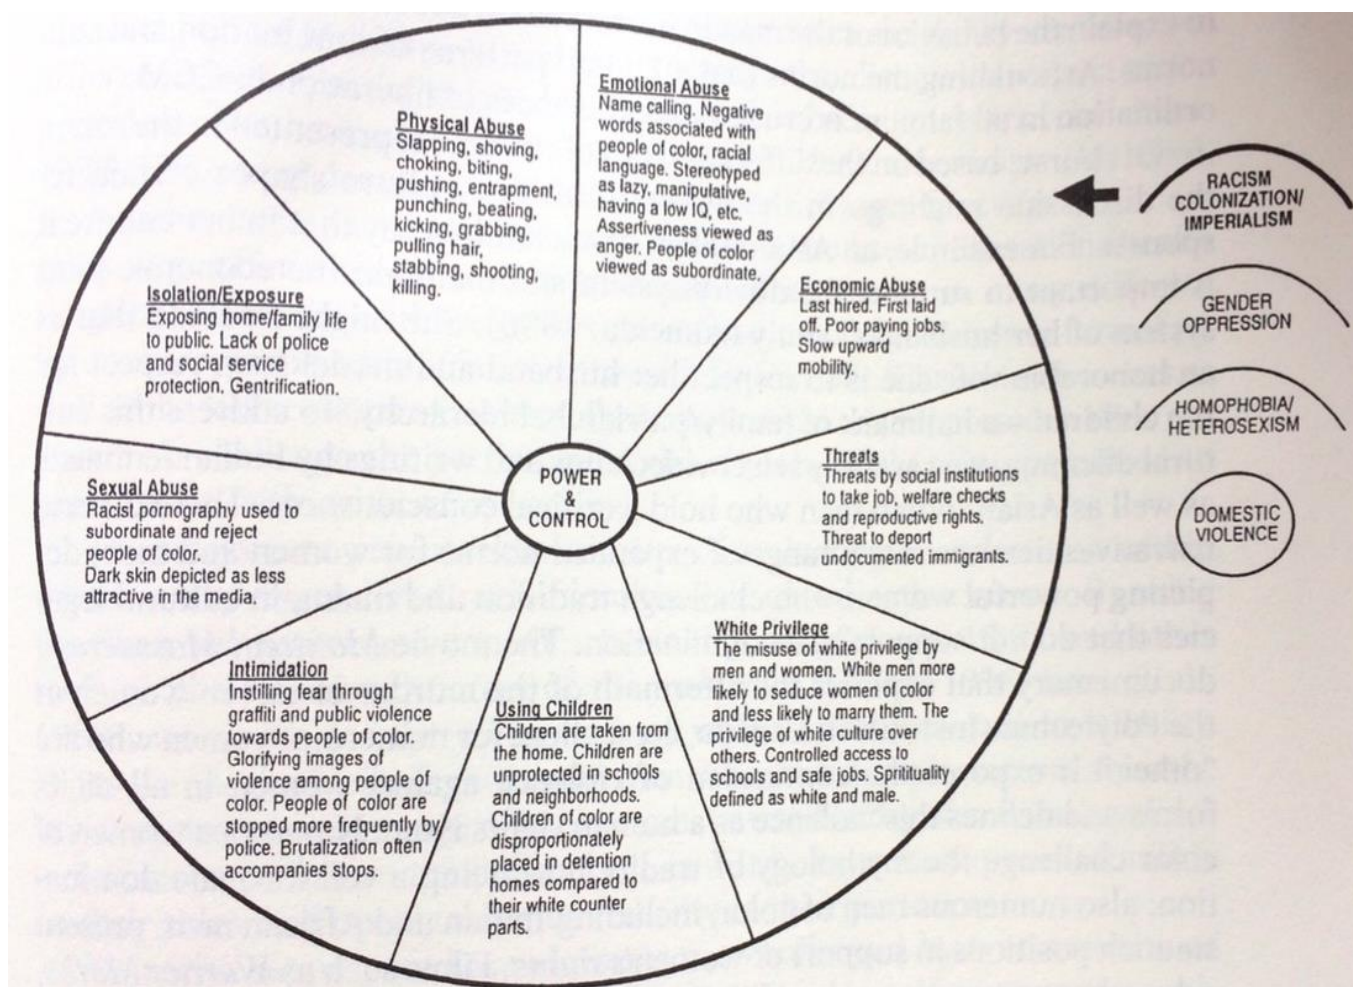 Emotional Abuse
Name calling. Negative
words associated with
people of color, racial
language. Stereotyped
as lazy, manipulative,
having a low IQ, etc.
Assertiveness viewed as
anger. People of color
viewed as subordinate.
Economic Abuse
Last hired. First laid
off. Poor paying jobs.
Slow upward
mobility.
Threats
Threats by social institutions
to take job, welfare checks
and reproductive rights.
Threat to deport
undocumented immigrants.
White Privilege
The misuse of white privilege by
men and women. White men more
likely to seduce women of color
and less likely to marry them. The
privilege of white culture over
others. Controlled access to
schools and safe jobs. Sprituality
defined as white and male.
Using Children
Children are taken from
the home. Children are
unprotected in schools
and neighborhoods.
Children of color are
disproportionately
placed in detention
homes compared to
their white counter
parts.
Intimidation
Instilling fear through
graffiti and public violence
towards people of color.
Glorifying images of
violence among people of
color. People of color are
stopped more frequently by
police. Brutalization often
accompanies stops.
Sexual Abuse
Racist pornography used to
subordinate and reject
people of color.
Dark skin depicted as less
attractive in the media.
Isolation/Exposure
Exposing home/family life
to public. Lack of police
and social service
protection. Gentrification.
Physical Abuse
Slapping, shoving,
choking, biting,
pushing, entrapment,
punching, beating,
kicking, grabbing,
pulling hair,
stabbing, shooting,
killing.
POWER
&
CONTROL
RACISM
COLONIZATION/
IMPERIALISM
GENDER
OPPRESSION
HOMOPHOBIA/
HETEROSEXISM
DOMESTIC
VIOLENCE